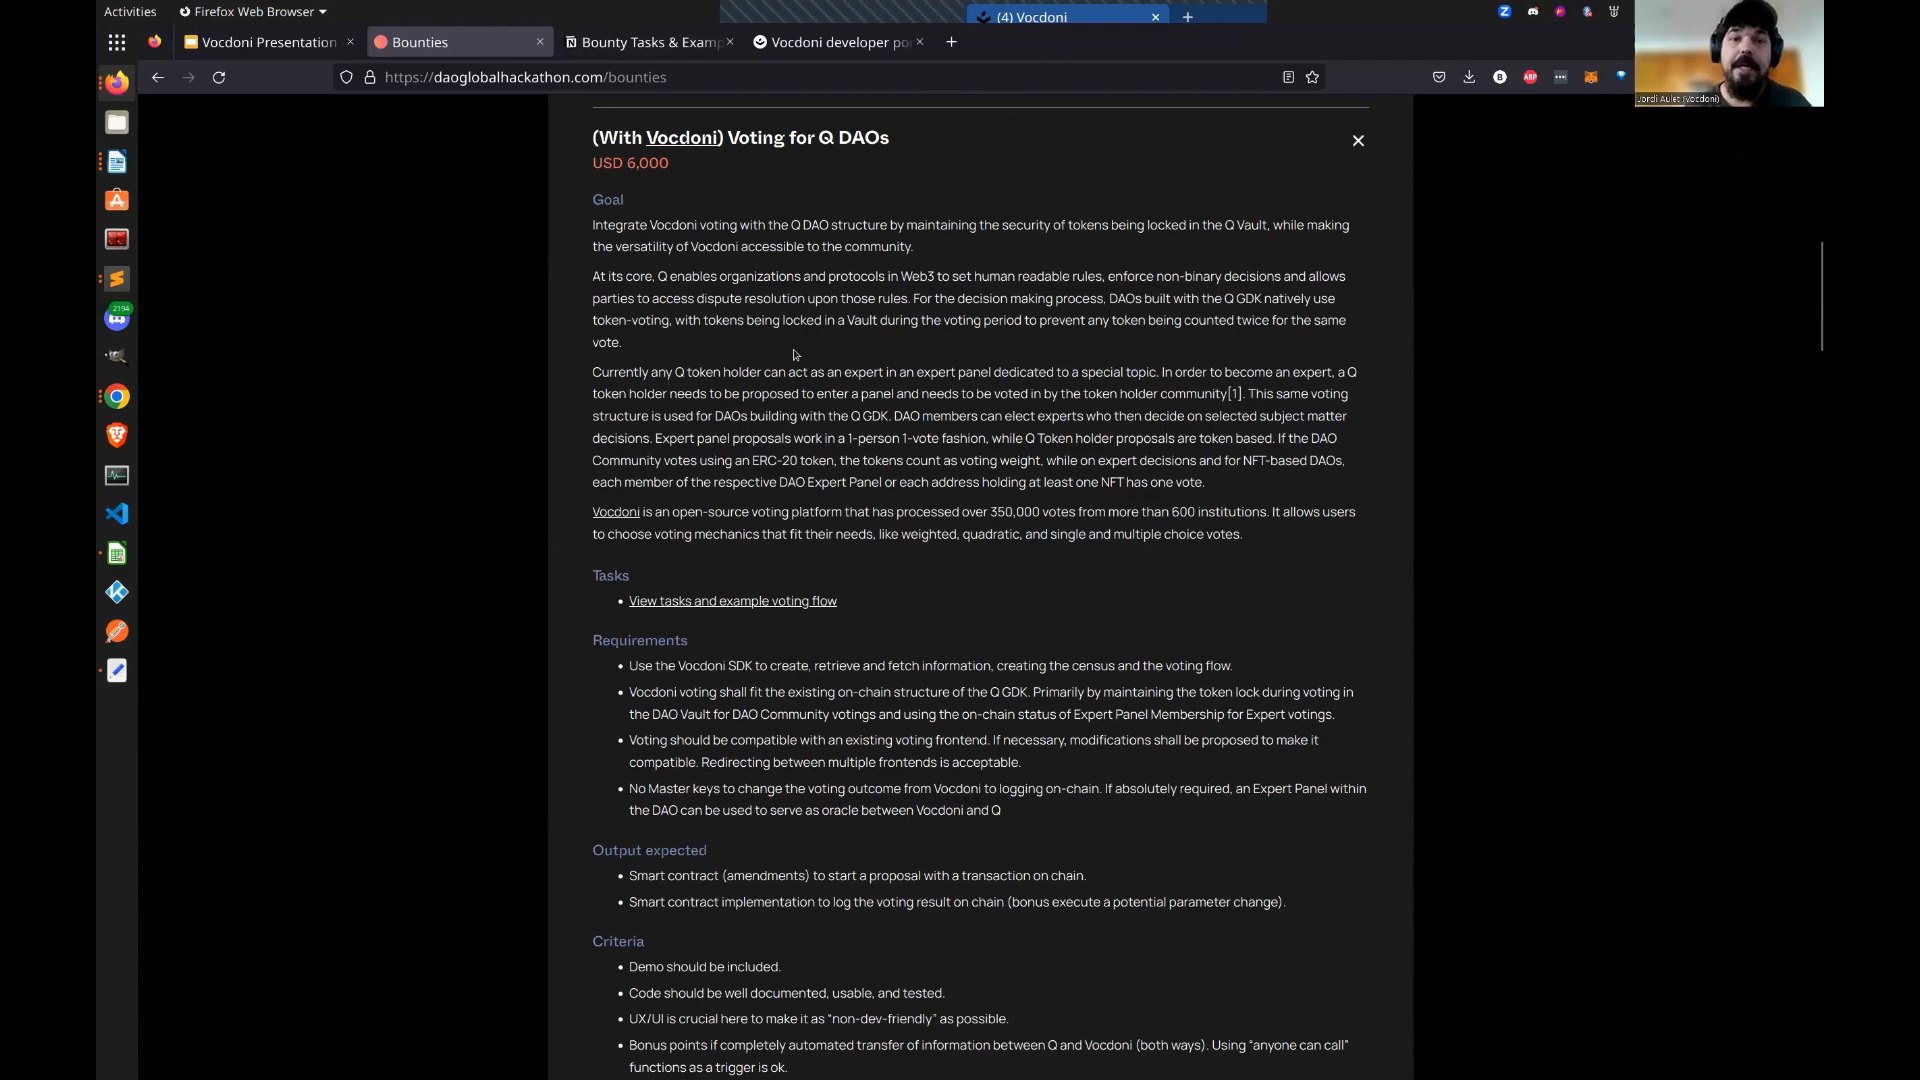 Activities
Firefox Web Browser
(4) Vocdoni
Vocdoni Presentation
Bounties
Bounty Tasks & Examp
Vocdoni developer po
https://daoglobalhackathon.com/bounties
ABP
Jordi Aulet (Vocdoni)
2194
(With Vocdoni) Voting for Q DAOs
USD 6,000
Goal
Integrate Vocdoni voting with the Q DAO structure by maintaining the security of tokens being locked in the Q Vault, while making
the versatility of Vocdoni accessible to the community.
At its core, Q enables organizations and protocols in Web3 to set human readable rules, enforce non-binary decisions and allows
parties to access dispute resolution upon those rules. For the decision making process, DAOs built with the Q GDK natively use
token-voting, with tokens being locked in a Vault during the voting period to prevent any token being counted twice for the same
vote.
Currently any Q token holder can act as an expert in an expert panel dedicated to a special topic. In order to become an expert, a Q
token holder needs to be proposed to enter a panel and needs to be voted in by the token holder community[1]. This same voting
structure is used for DAOs building with the Q GDK. DAO members can elect experts who then decide on selected subject matter
decisions. Expert panel proposals work in a 1-person 1-vote fashion, while Q Token holder proposals are token based. If the DAO
Community votes using an ERC-20 token, the tokens count as voting weight, while on expert decisions and for NFT-based DAOs,
each member of the respective DAO Expert Panel or each address holding at least one NFT has one vote.
Vocdoni is an open-source voting platform that has processed over 350,000 votes from more than 600 institutions. It allows users
to choose voting mechanics that fit their needs, like weighted, quadratic, and single and multiple choice votes.
Tasks
• View tasks and example voting flow
Requirements
• Use the Vocdoni SDK to create, retrieve and fetch information, creating the census and the voting flow.
• Vocdoni voting shall fit the existing on-chain structure of the Q GDK. Primarily by maintaining the token lock during voting in
the DAO Vault for DAO Community votings and using the on-chain status of Expert Panel Membership for Expert votings.
• Voting should be compatible with an existing voting frontend. If necessary, modifications shall be proposed to make it
compatible. Redirecting between multiple frontends is acceptable.
• No Master keys to change the voting outcome from Vocdoni to logging on-chain. If absolutely required, an Expert Panel within
the DAO can be used to serve as oracle between Vocdoni and Q
Output expected
• Smart contract (amendments) to start a proposal with a transaction on chain.
• Smart contract implementation to log the voting result on chain (bonus execute a potential parameter change).
Criteria
• Demo should be included.
• Code should be well documented, usable, and tested.
• UX/UI is crucial here to make it as “non-dev-friendly” as possible.
• Bonus points if completely automated transfer of information between Q and Vocdoni (both ways). Using “anyone can call”
functions as a trigger is ok.